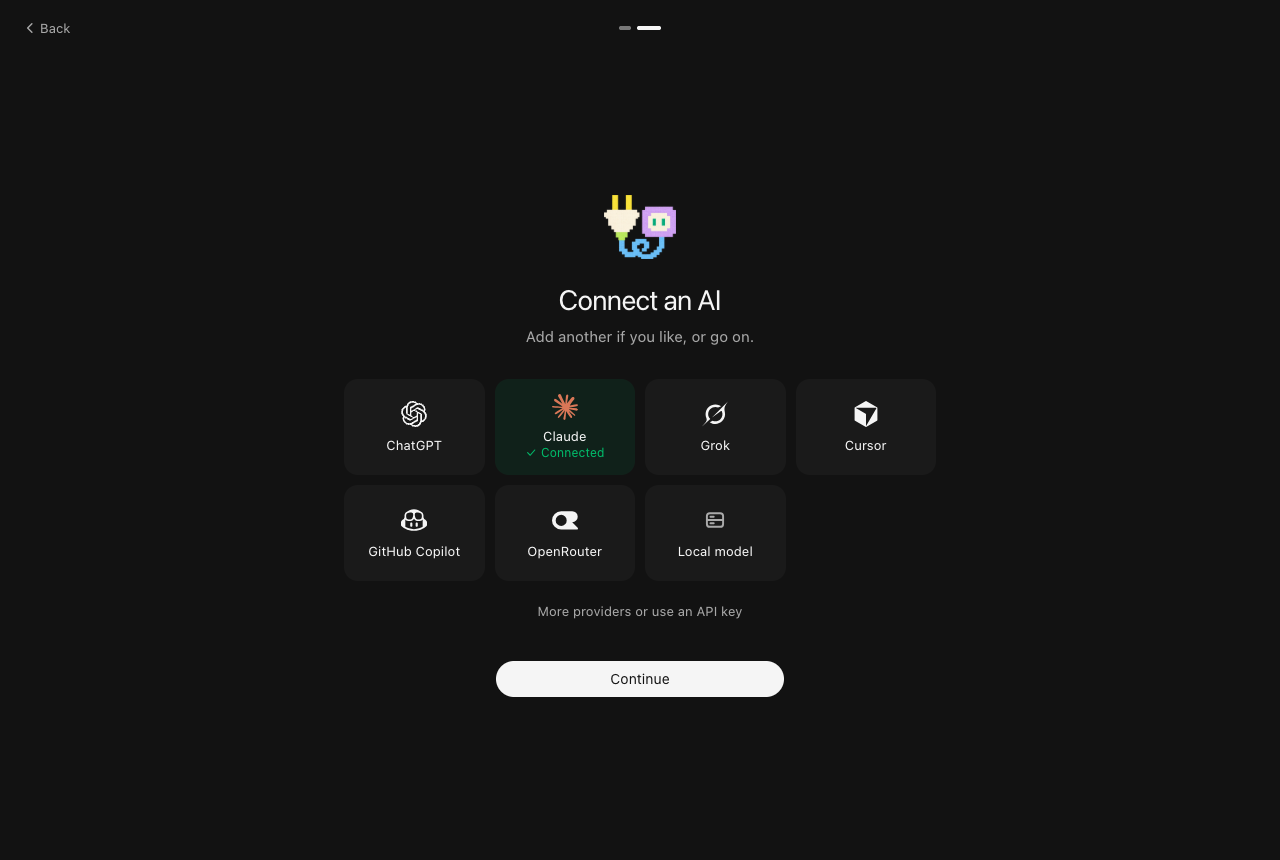 Back
Connect an AI
Add another if you like, or go on.
ChatGPT
Claude
Connected
Grok
Cursor
GitHub Copilot
OpenRouter
Local model
More providers or use an API key
Continue